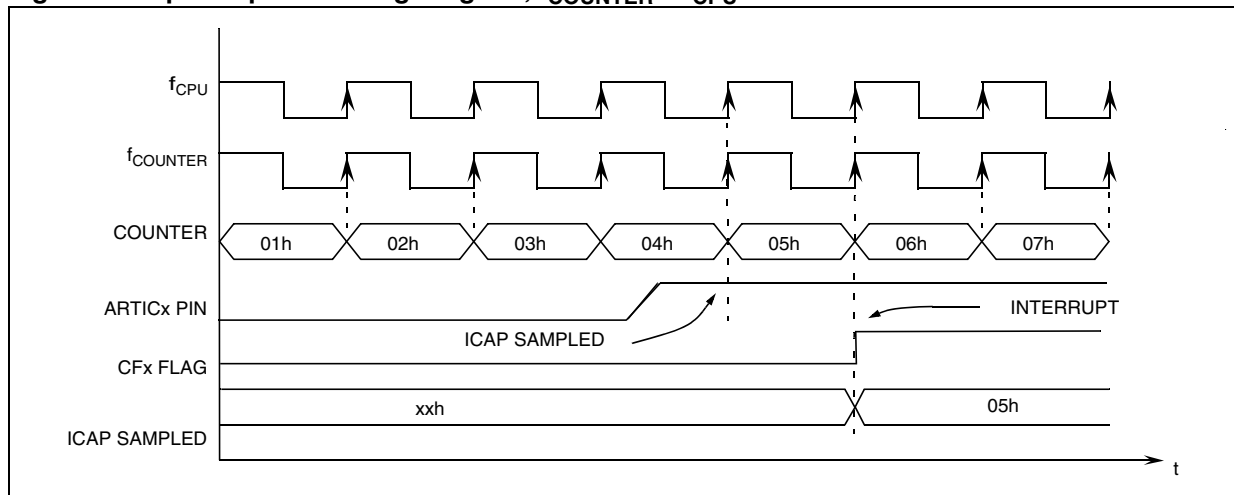 fCPU
fCOUNTER
COUNTER
01h 02h 03h 04h 05h 06h 07h
ARTICx PIN
INTERRUPT
ICAP SAMPLED
CFx FLAG
xxh 05h
ICAP SAMPLED
t